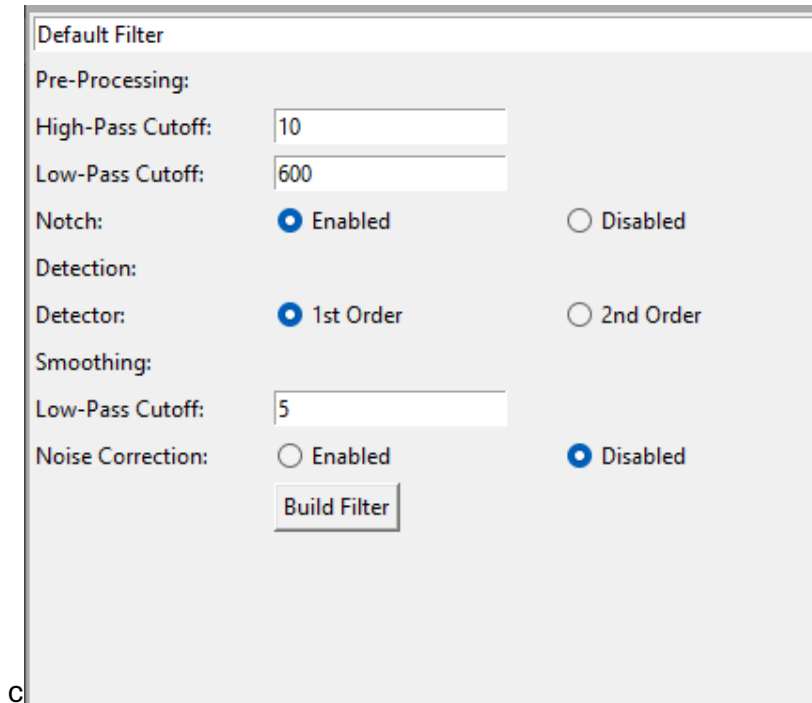 Default Filter
Pre-Processing:
High-Pass Cutoff: 10
Low-Pass Cutoff: 600
Notch: Enabled Disabled
Detection:
Detector: 1st Order 2nd Order
Smoothing:
Low-Pass Cutoff: 5
Noise Correction: Enabled Disabled
Build Filter
c